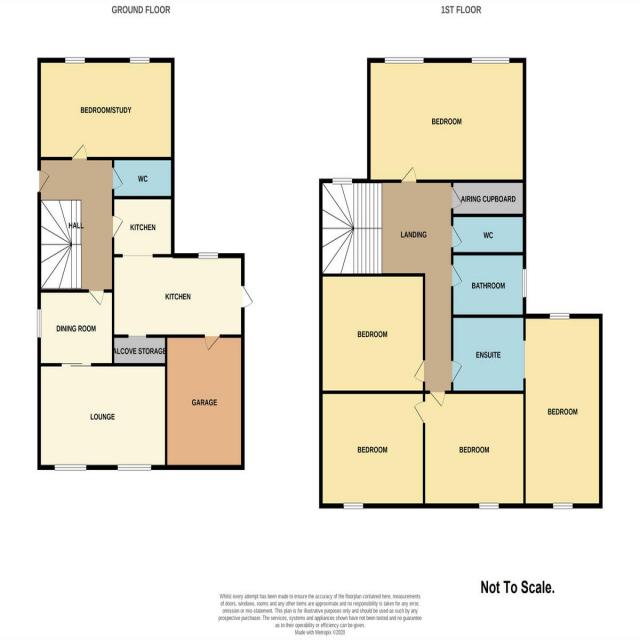 GROUND FLOOR
1ST FLOOR
BEDROOM/STUDY
WC
KITCHEN
HALL
KITCHEN
DINING ROOM
ALCOVE STORAGE
LOUNGE
GARAGE
BEDROOM
AIRING CUPBOARD
LANDING
WC
BATHROOM
BEDROOM
ENSUITE
BEDROOM
BEDROOM
BEDROOM
Not To Scale.
Whilst every attempt has been made to ensure the accuracy of the floorplan contained here, measurements
of doors, windows, rooms and any other items are approximate and no responsibility is taken for any error,
omission or mis-statement. This plan is for illustrative purposes only and should be used as such by any
prospective purchaser. The services, systems and appliances shown have not been tested and no guarantee
as to their operability or efficiency can be given.
Made with Metropix ©2020